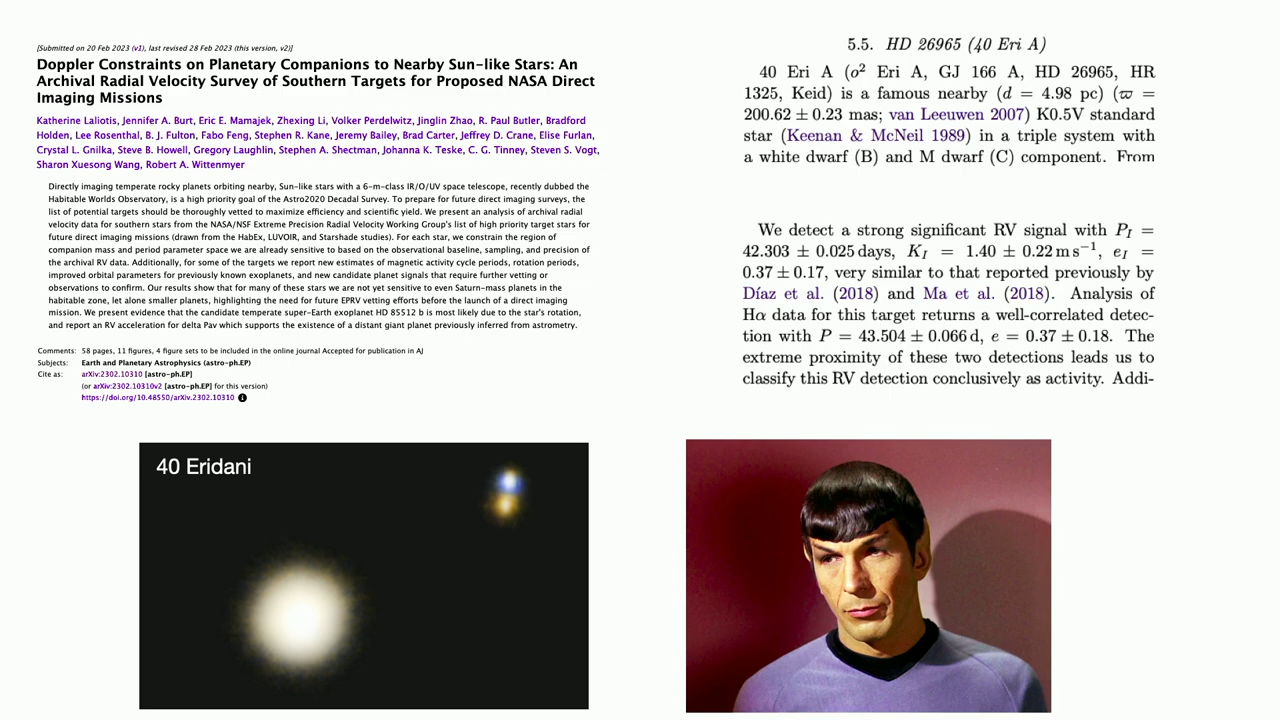 [Submitted on 20 Feb 2023 (v1), last revised 28 Feb 2023 (this version, v2)]
Doppler Constraints on Planetary Companions to Nearby Sun-like Stars: An
Archival Radial Velocity Survey of Southern Targets for Proposed NASA Direct
Imaging Missions
Katherine Laliotis, Jennifer A. Burt, Eric E. Mamajek, Zhexing Li, Volker Perdelwitz, Jinglin Zhao, R. Paul Butler, Bradford
Holden, Lee Rosenthal, B. J. Fulton, Fabo Feng, Stephen R. Kane, Jeremy Bailey, Brad Carter, Jeffrey D. Crane, Elise Furlan,
Crystal L. Gnilka, Steve B. Howell, Gregory Laughlin, Stephen A. Shectman, Johanna K. Teske, C. G. Tinney, Steven S. Vogt,
Sharon Xuesong Wang, Robert A. Wittenmyer
Directly imaging temperate rocky planets orbiting nearby, Sun-like stars with a 6-m-class IR/O/UV space telescope, recently dubbed the
Habitable Worlds Observatory, is a high priority goal of the Astro2020 Decadal Survey. To prepare for future direct imaging surveys, the
list of potential targets should be thoroughly vetted to maximize efficiency and scientific yield. We present an analysis of archival radial
velocity data for southern stars from the NASA/NSF Extreme Precision Radial Velocity Working Group's list of high priority target stars for
future direct imaging missions (drawn from the HabEx, LUVOIR, and Starshade studies). For each star, we constrain the region of
companion mass and period parameter space we are already sensitive to based on the observational baseline, sampling, and precision of
the archival RV data. Additionally, for some of the targets we report new estimates of magnetic activity cycle periods, rotation periods,
improved orbital parameters for previously known exoplanets, and new candidate planet signals that require further vetting or
observations to confirm. Our results show that for many of these stars we are not yet sensitive to even Saturn-mass planets in the
habitable zone, let alone smaller planets, highlighting the need for future EPRV vetting efforts before the launch of a direct imaging
mission. We present evidence that the candidate temperate super-Earth exoplanet HD 85512 b is most likely due to the star's rotation,
and report an RV acceleration for delta Pav which supports the existence of a distant giant planet previously inferred from astrometry.
Comments: 58 pages, 11 figures, 4 figure sets to be included in the online journal Accepted for publication in AJ
Subjects: Earth and Planetary Astrophysics (astro-ph.EP)
Cite as: arXiv:2302.10310 [astro-ph.EP]
(or arXiv:2302.10310v2 [astro-ph.EP] for this version)
https://doi.org/10.48550/arXiv.2302.10310
5.5. HD 26965 (40 Eri A)
40 Eri A (o² Eri A, GJ 166 A, HD 26965, HR
1325, Keid) is a famous nearby (d = 4.98 pc) (ϖ =
200.62 ± 0.23 mas; van Leeuwen 2007) K0.5V standard
star (Keenan & McNeil 1989) in a triple system with
a white dwarf (B) and M dwarf (C) component. From
We detect a strong significant RV signal with P_I =
42.303 ± 0.025 days, K_I = 1.40 ± 0.22 m s⁻¹, e_I =
0.37 ± 0.17, very similar to that reported previously by
Díaz et al. (2018) and Ma et al. (2018). Analysis of
Hα data for this target returns a well-correlated detec-
tion with P = 43.504 ± 0.066 d, e = 0.37 ± 0.18. The
extreme proximity of these two detections leads us to
classify this RV detection conclusively as activity. Addi-
40 Eridani